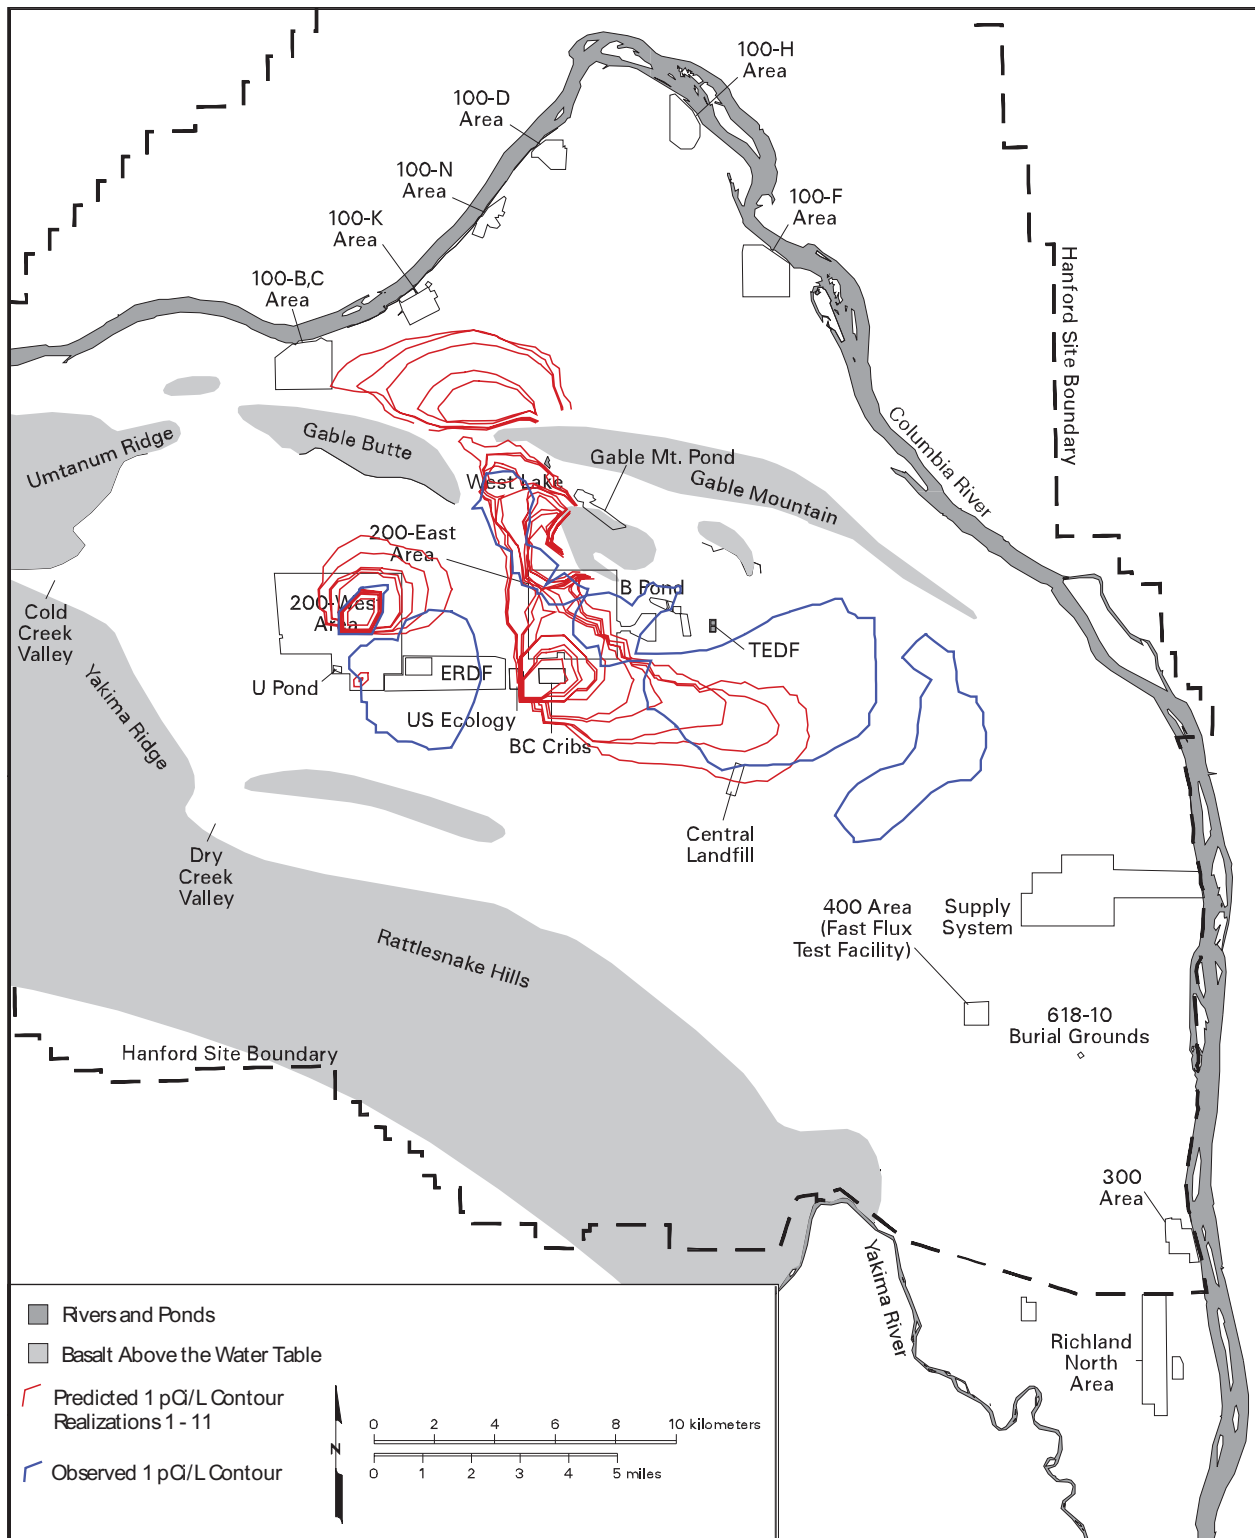 100-H
Area
100-D
Area
100-N
Area
100-F
Area
100-K
Area
100-B,C
Area
Hanford Site Boundary
Columbia River
Umtanum Ridge
Gable Butte
West Lake
Gable Mt. Pond
Gable Mountain
200-East
Area
200-West
Area
B Pond
TEDF
Cold
Creek
Valley
Yakima Ridge
U Pond
ERDF
US Ecology
BC Cribs
Central
Landfill
Dry
Creek
Valley
400 Area
(Fast Flux
Test Facility)
Supply
System
Rattlesnake Hills
618-10
Burial Grounds
Hanford Site Boundary
300
Area
Yakima River
Richland
North
Area
Rivers and Ponds
Basalt Above the Water Table
Predicted 1 pCi/L Contour
Realizations 1 - 11
Observed 1 pCi/L Contour
N
0 2 4 6 8 10 kilometers
0 1 2 3 4 5 miles